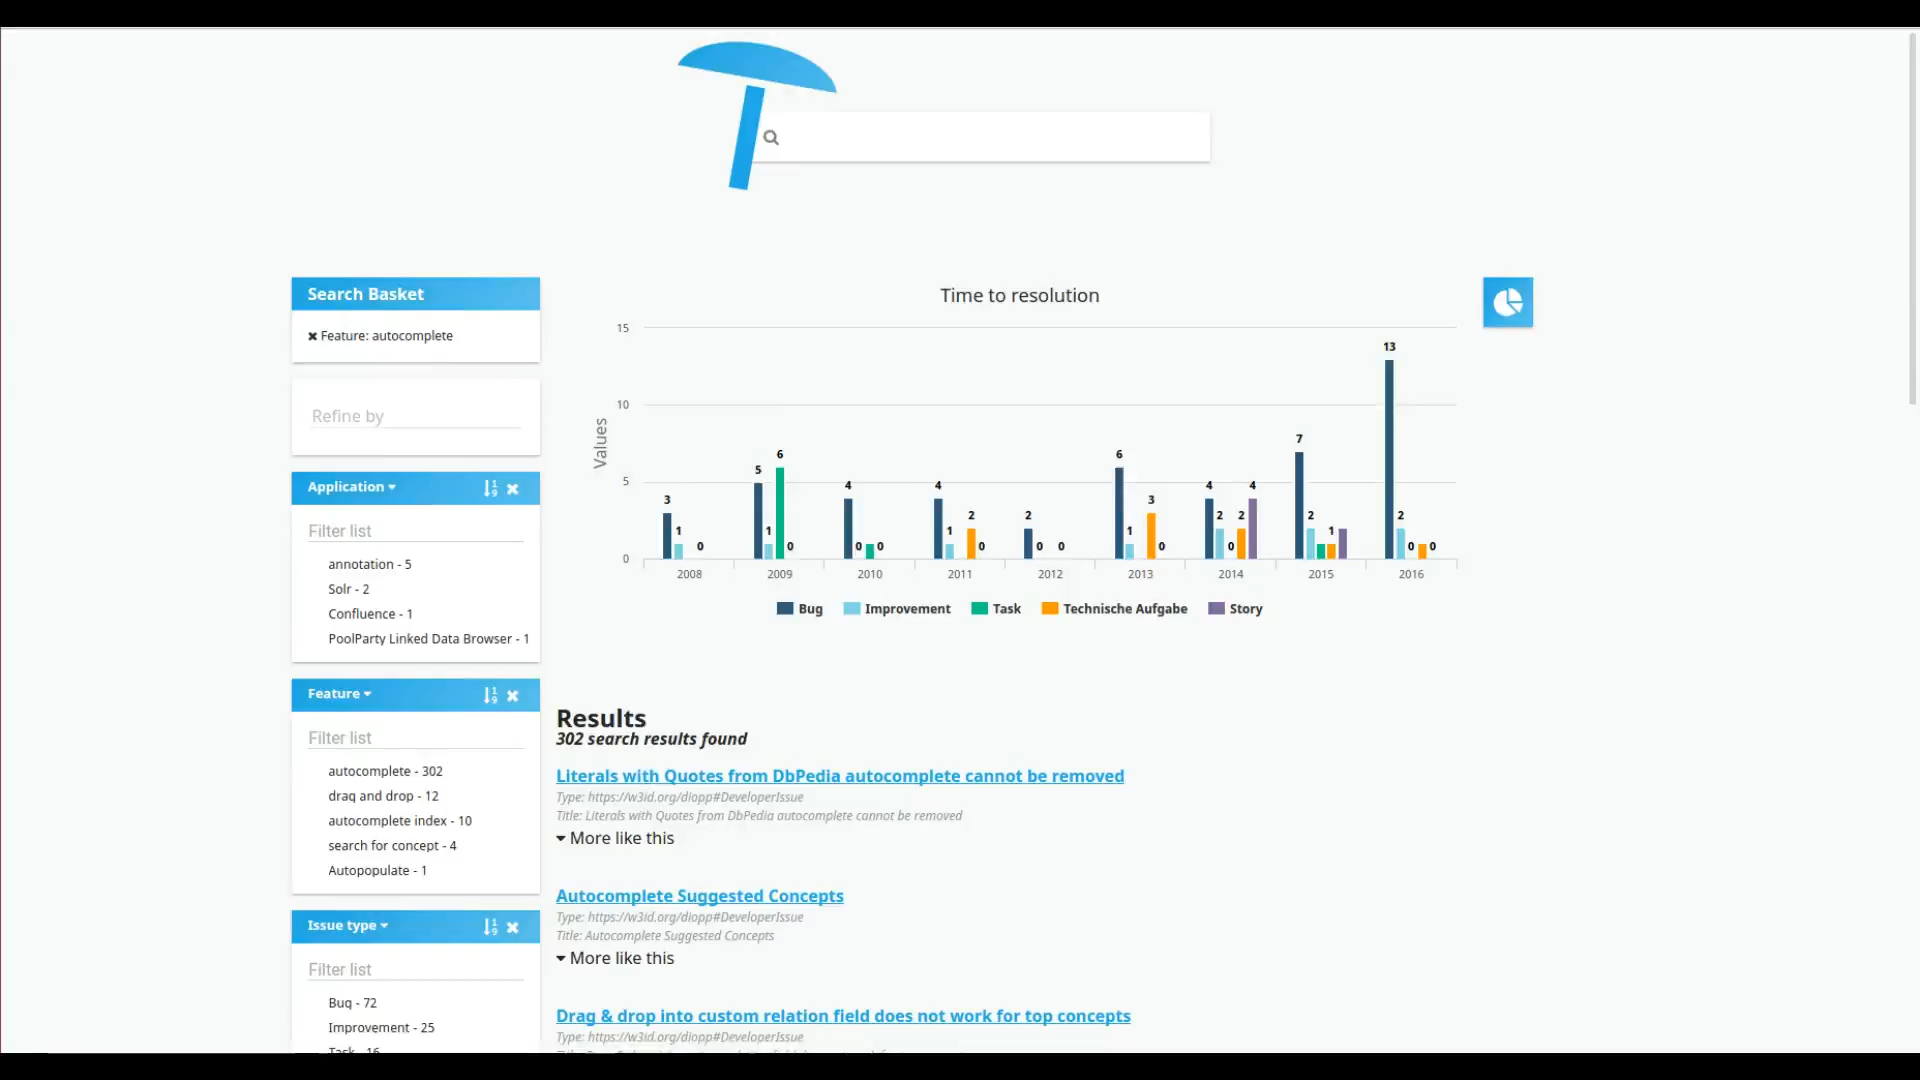 Search Basket
✖ Feature: autocomplete
Refine by
Application
Filter list
annotation - 5
Solr - 2
Confluence - 1
PoolParty Linked Data Browser - 1
Feature
Filter list
autocomplete - 302
drag and drop - 12
autocomplete index - 10
search for concept - 4
Autopopulate - 1
Issue type
Filter list
Bug - 72
Improvement - 25
Task - 16
Time to resolution
Values
15
10
5
0
3 1 0
5 1 6 0
4 0 0
4 1 2 0
2 0 0
6 1 3 0
4 2 0 2 4
7 2 1
13 2 0 0
2008 2009 2010 2011 2012 2013 2014 2015 2016
Bug Improvement Task Technische Aufgabe Story
Results
302 search results found
Literals with Quotes from DbPedia autocomplete cannot be removed
Type: https://w3id.org/diopp#DeveloperIssue
Title: Literals with Quotes from DbPedia autocomplete cannot be removed
More like this
Autocomplete Suggested Concepts
Type: https://w3id.org/diopp#DeveloperIssue
Title: Autocomplete Suggested Concepts
More like this
Drag & drop into custom relation field does not work for top concepts
Type: https://w3id.org/diopp#DeveloperIssue